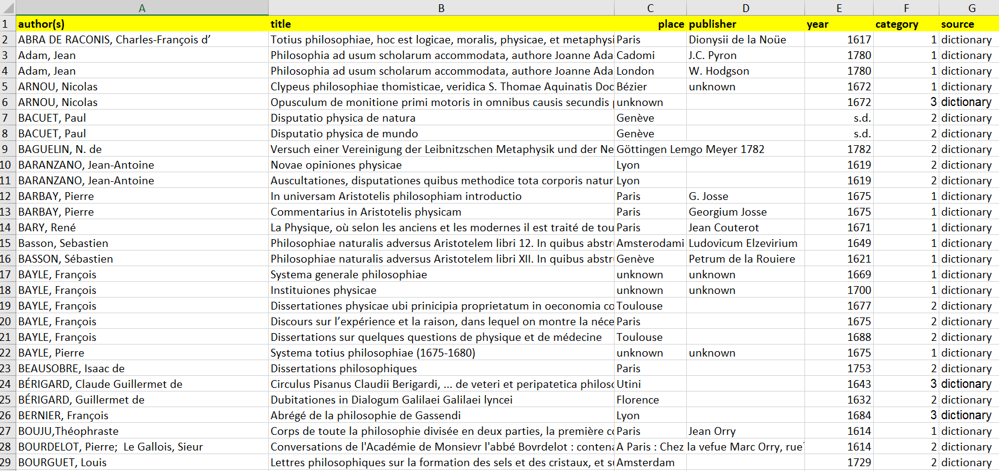 A B C D E F G
1 author(s) title place publisher year category source
2 ABRA DE RACONIS, Charles-François d’ Totius philosophiae, hoc est logicae, moralis, physicae, et metaphysi Paris Dionysii de la Noüe 1617 1 dictionary
3 Adam, Jean Philosophia ad usum scholarum accommodata, authore Joanne Ada Cadomi J.C. Pyron 1780 1 dictionary
4 Adam, Jean Philosophia ad usum scholarum accommodata, authore Joanne Ada London W. Hodgson 1780 1 dictionary
5 ARNOU, Nicolas Clypeus philosophiae thomisticae, veridica S. Thomae Aquinatis Doc Bézier unknown 1672 1 dictionary
6 ARNOU, Nicolas Opusculum de monitione primi motoris in omnibus causis secundis unknown 1672 3 dictionary
7 BACUET, Paul Disputatio physica de natura Genève s.d. 2 dictionary
8 BACUET, Paul Disputatio physica de mundo Genève s.d. 2 dictionary
9 BAGUELIN, N. de Versuch einer Vereinigung der Leibnitzschen Metaphysik und der Ne Göttingen Lemgo Meyer 1782 1782 2 dictionary
10 BARANZANO, Jean-Antoine Novae opiniones physicae Lyon 1619 2 dictionary
11 BARANZANO, Jean-Antoine Auscultationes, disputationes quibus methodice tota corporis natur Lyon 1619 2 dictionary
12 BARBAY, Pierre In universam Aristotelis philosophiam introductio Paris G. Josse 1675 1 dictionary
13 BARBAY, Pierre Commentarius in Aristotelis physicam Paris Georgium Josse 1675 1 dictionary
14 BARY, René La Physique, où selon les anciens et les modernes il est traité de tou Paris Jean Couterot 1671 1 dictionary
15 Basson, Sebastien Philosophiae naturalis adversus Aristotelem libri 12. In quibus abstr Amsterodami Ludovicum Elzevirium 1649 1 dictionary
16 BASSON, Sébastien Philosophiae naturalis adversus Aristotelem libri XII. In quibus abstr Genève Petrum de la Rouiere 1621 1 dictionary
17 BAYLE, François Systema generale philosophiae unknown unknown 1669 1 dictionary
18 BAYLE, François Instituiones physicae unknown unknown 1700 1 dictionary
19 BAYLE, François Dissertationes physicae ubi prinicipia proprietatum in oeconomia co Toulouse 1677 2 dictionary
20 BAYLE, François Discours sur l’expérience et la raison, dans lequel on montre la néce Paris 1675 2 dictionary
21 BAYLE, François Dissertations sur quelques questions de physique et de médecine Toulouse 1688 2 dictionary
22 BAYLE, Pierre Systema totius philosophiae (1675-1680) unknown unknown 1675 1 dictionary
23 BEAUSOBRE, Isaac de Dissertations philosophiques Paris 1753 2 dictionary
24 BÉRIGARD, Claude Guillermet de Circulus Pisanus Claudii Berigardi, ... de veteri et peripatetica philoso Utini 1643 3 dictionary
25 BÉRIGARD, Guillermet de Dubitationes in Dialogum Galilaei Galilaei lyncei Florence 1632 2 dictionary
26 BERNIER, François Abrégé de la philosophie de Gassendi Lyon 1684 3 dictionary
27 BOUJU,Théophraste Corps de toute la philosophie divisée en deux parties, la première co Paris Jean Orry 1614 1 dictionary
28 BOURDELOT, Pierre; Le Gallois, Sieur Conversations de l'Académie de Monsievr l'abbé Bovrdelot : contena A Paris : Chez la vefue Marc Orry, rue 1614 2 dictionary
29 BOURGUET, Louis Lettres philosophiques sur la formation des sels et des cristaux, et su Amsterdam 1729 2 dictionary